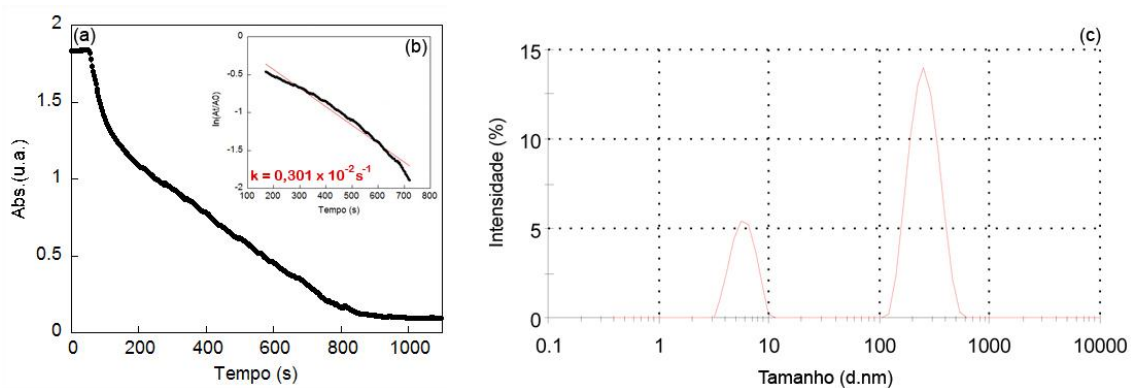 (a)
2
1.5
1
0.5
0
Abs.(u.a.)
0 200 400 600 800 1000
Tempo (s)
(b)
0
-0.5
-1
-1.5
-2
ln(At/A0)
k = 0,301 x 10⁻² s⁻¹
100 200 300 400 500 600 700 800
Tempo (s)
(c)
15
10
5
0
Intensidade (%)
0.1 1 10 100 1000 10000
Tamanho (d.nm)